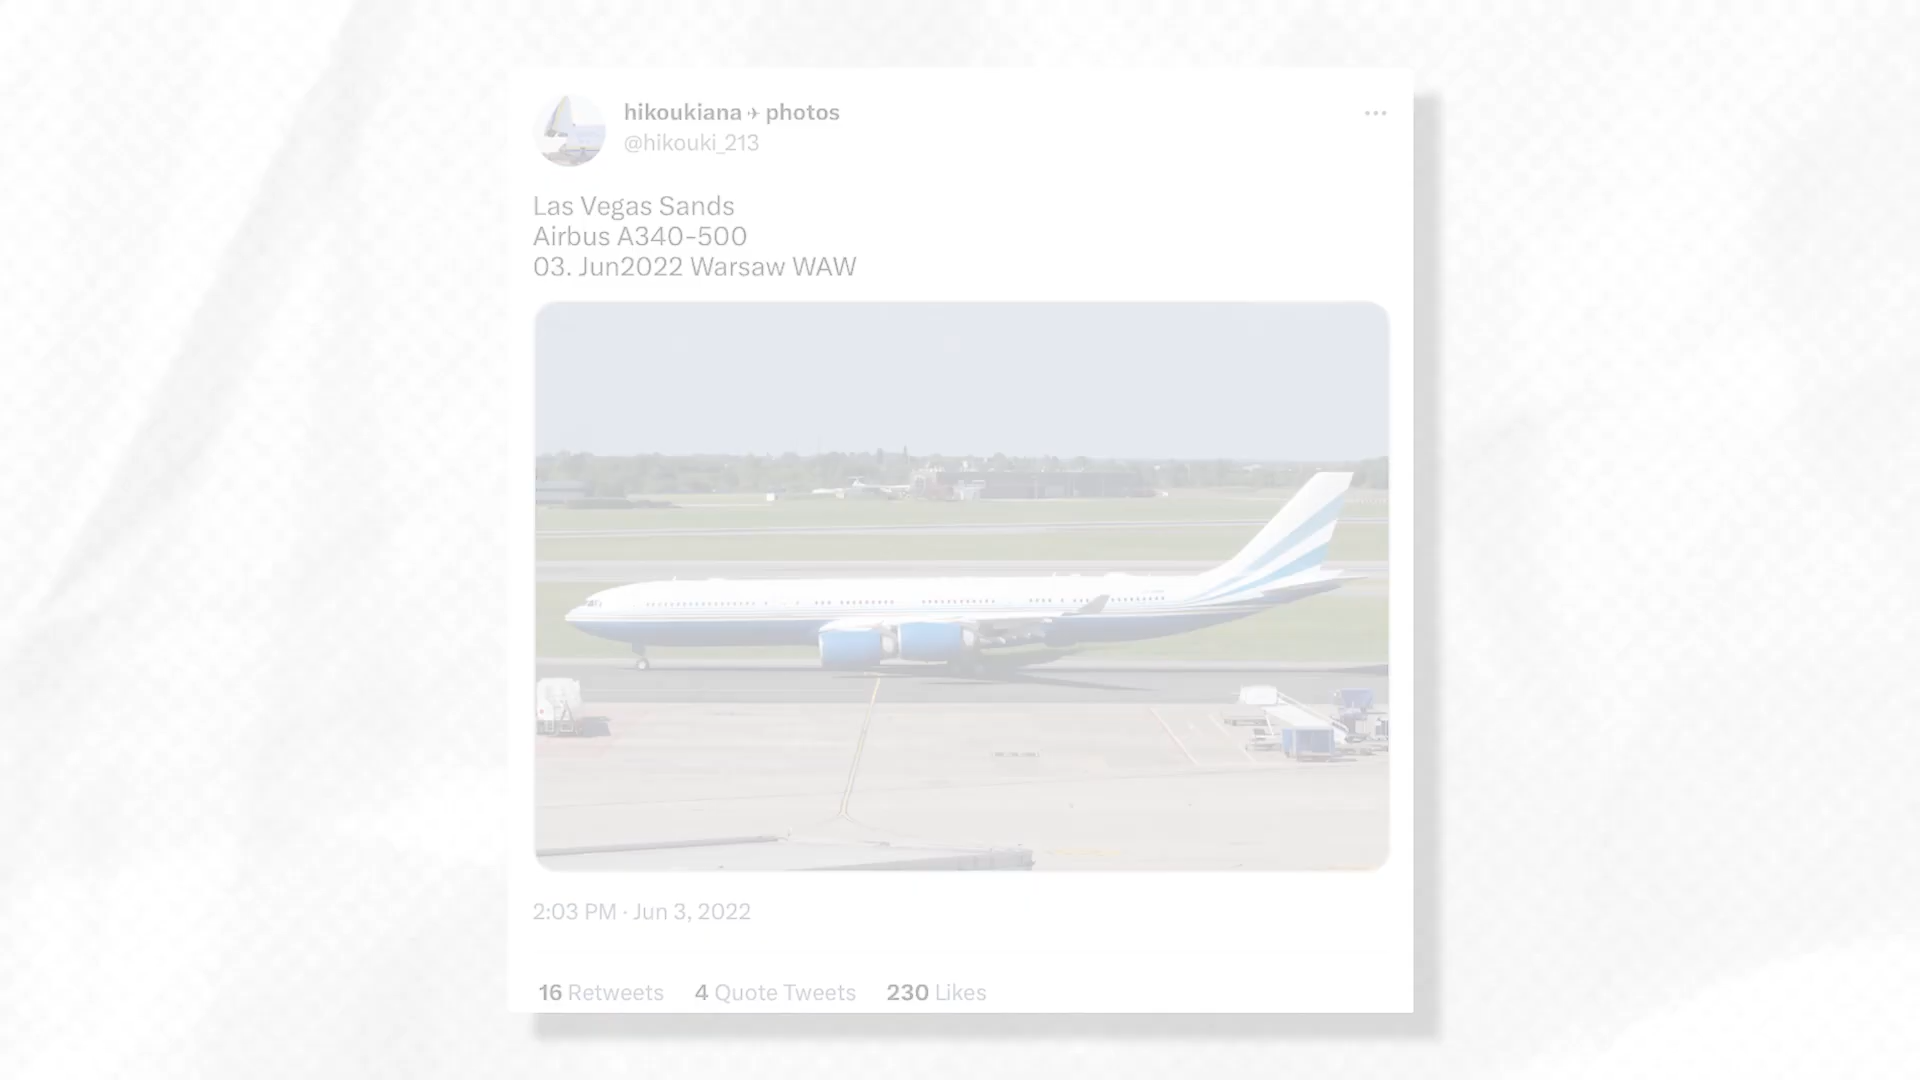 hikoukiana ✈ photos
@hikouki_213
Las Vegas Sands
Airbus A340-500
03. Jun2022 Warsaw WAW
2:03 PM · Jun 3, 2022
16 Retweets 4 Quote Tweets 230 Likes